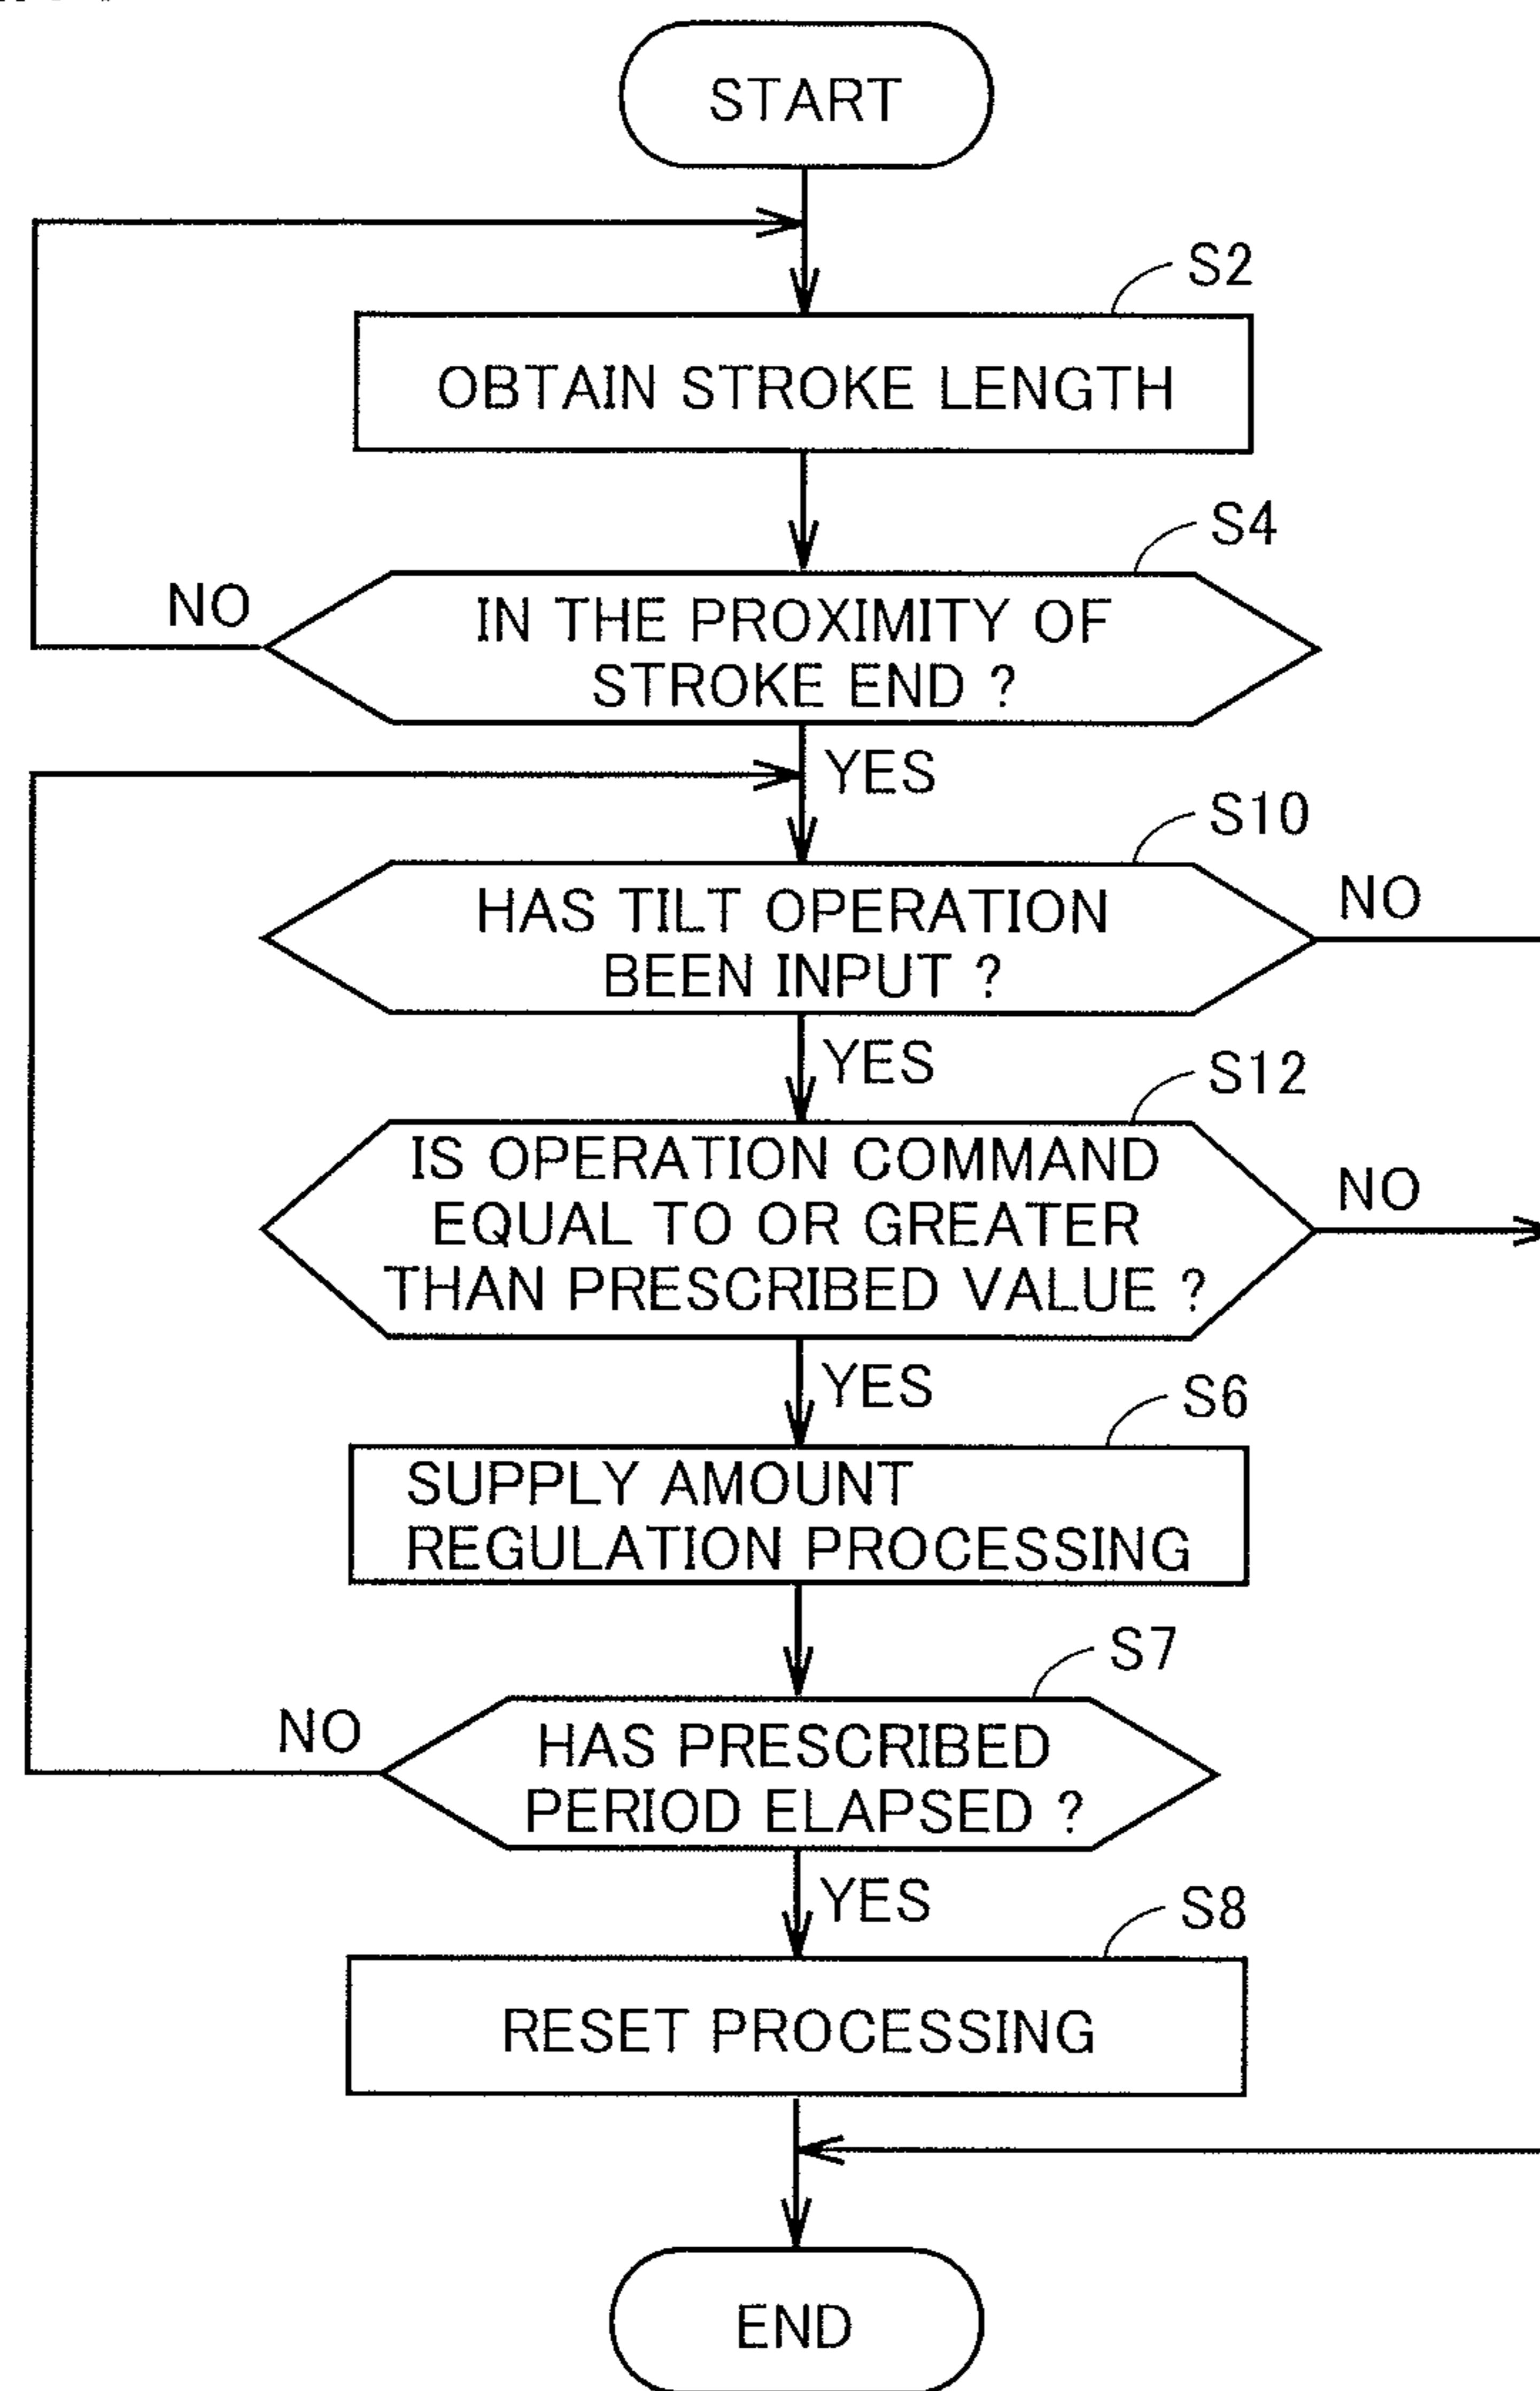 START
S2
OBTAIN STROKE LENGTH
S4
NO
IN THE PROXIMITY OF
STROKE END ?
YES
S10
HAS TILT OPERATION
BEEN INPUT ?
NO
YES
S12
IS OPERATION COMMAND
EQUAL TO OR GREATER
THAN PRESCRIBED VALUE ?
NO
YES
S6
SUPPLY AMOUNT
REGULATION PROCESSING
S7
NO
HAS PRESCRIBED
PERIOD ELAPSED ?
YES
S8
RESET PROCESSING
END